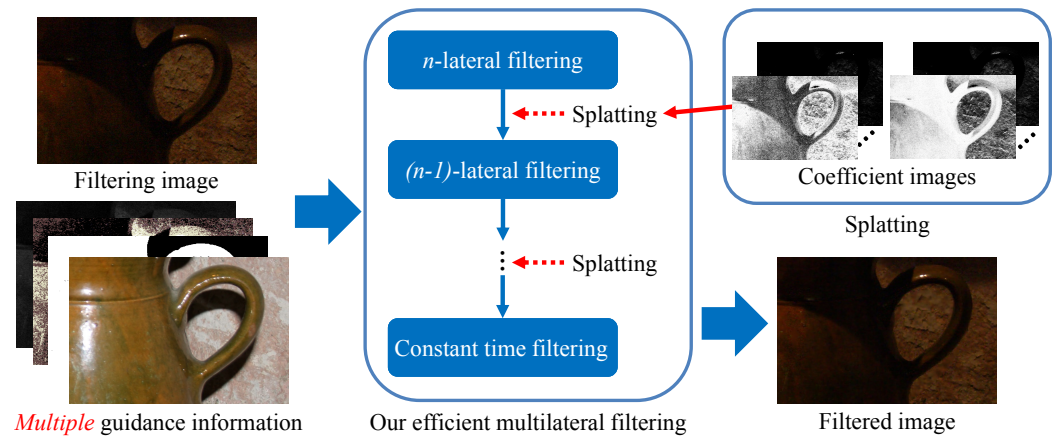 Filtering image
Multiple guidance information
n-lateral filtering
Splatting
(n-1)-lateral filtering
Splatting
Constant time filtering
Our efficient multilateral filtering
Coefficient images
Splatting
Filtered image